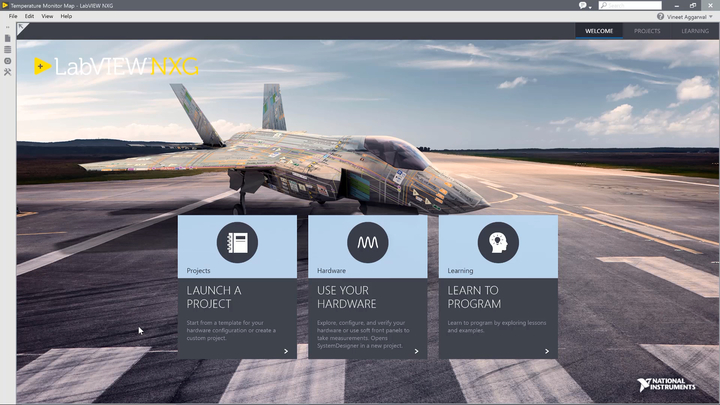 Temperature Monitor Map - LabVIEW NXG
Search
File Edit View Help
Vineet Aggarwal
WELCOME PROJECTS LEARNING
LabVIEW NXG
Projects
LAUNCH A
PROJECT
Start from a template for your
hardware configuration or create a
custom project.
Hardware
USE YOUR
HARDWARE
Explore, configure, and verify your
hardware or use soft front panels to
take measurements. Opens
SystemDesigner in a new project.
Learning
LEARN TO
PROGRAM
Learn to program by exploring lessons
and examples.
NATIONAL
INSTRUMENTS